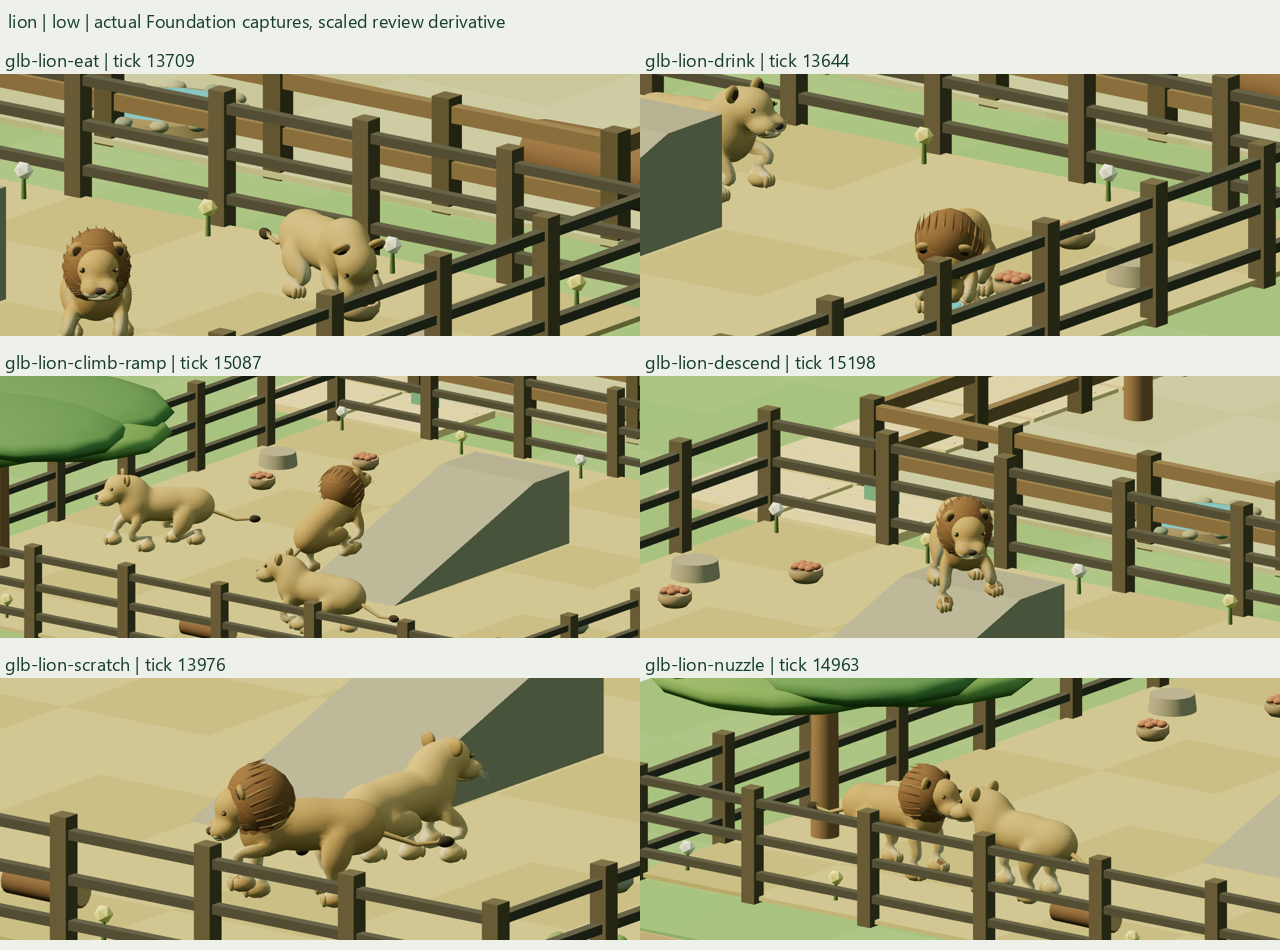 lion | low | actual Foundation captures, scaled review derivative
glb-lion-eat | tick 13709
glb-lion-drink | tick 13644
glb-lion-climb-ramp | tick 15087
glb-lion-descend | tick 15198
glb-lion-scratch | tick 13976
glb-lion-nuzzle | tick 14963